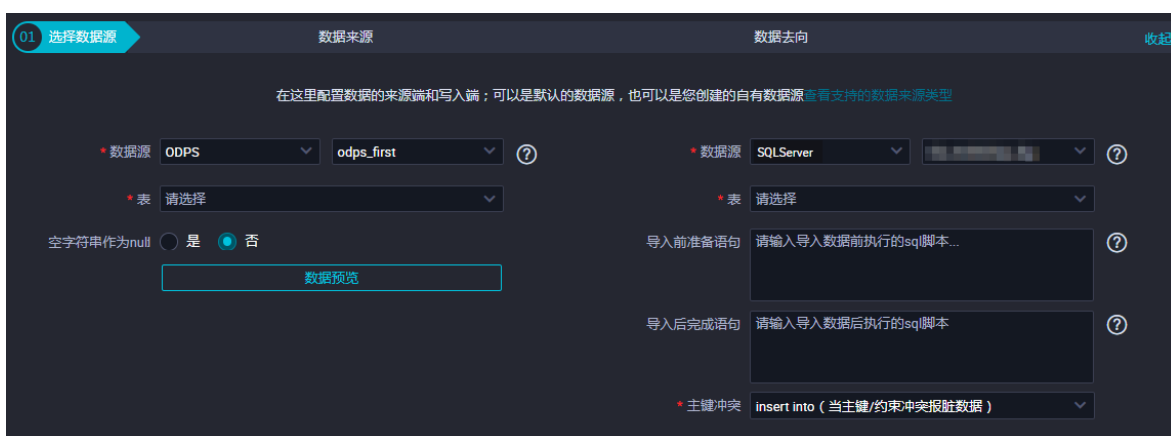 01 选择数据源 数据来源 数据去向 收起
在这里配置数据的来源端和写入端；可以是默认的数据源，也可以是您创建的自有数据源查看支持的数据来源类型
* 数据源 ODPS odps_first ? * 数据源 SQLServer ?
* 表 请选择 * 表 请选择
空字符串作为null 是 否 导入前准备语句 请输入导入数据前执行的sql脚本... ?
数据预览
导入后完成语句 请输入导入数据后执行的sql脚本 ?
* 主键冲突 insert into（当主键/约束冲突报脏数据）